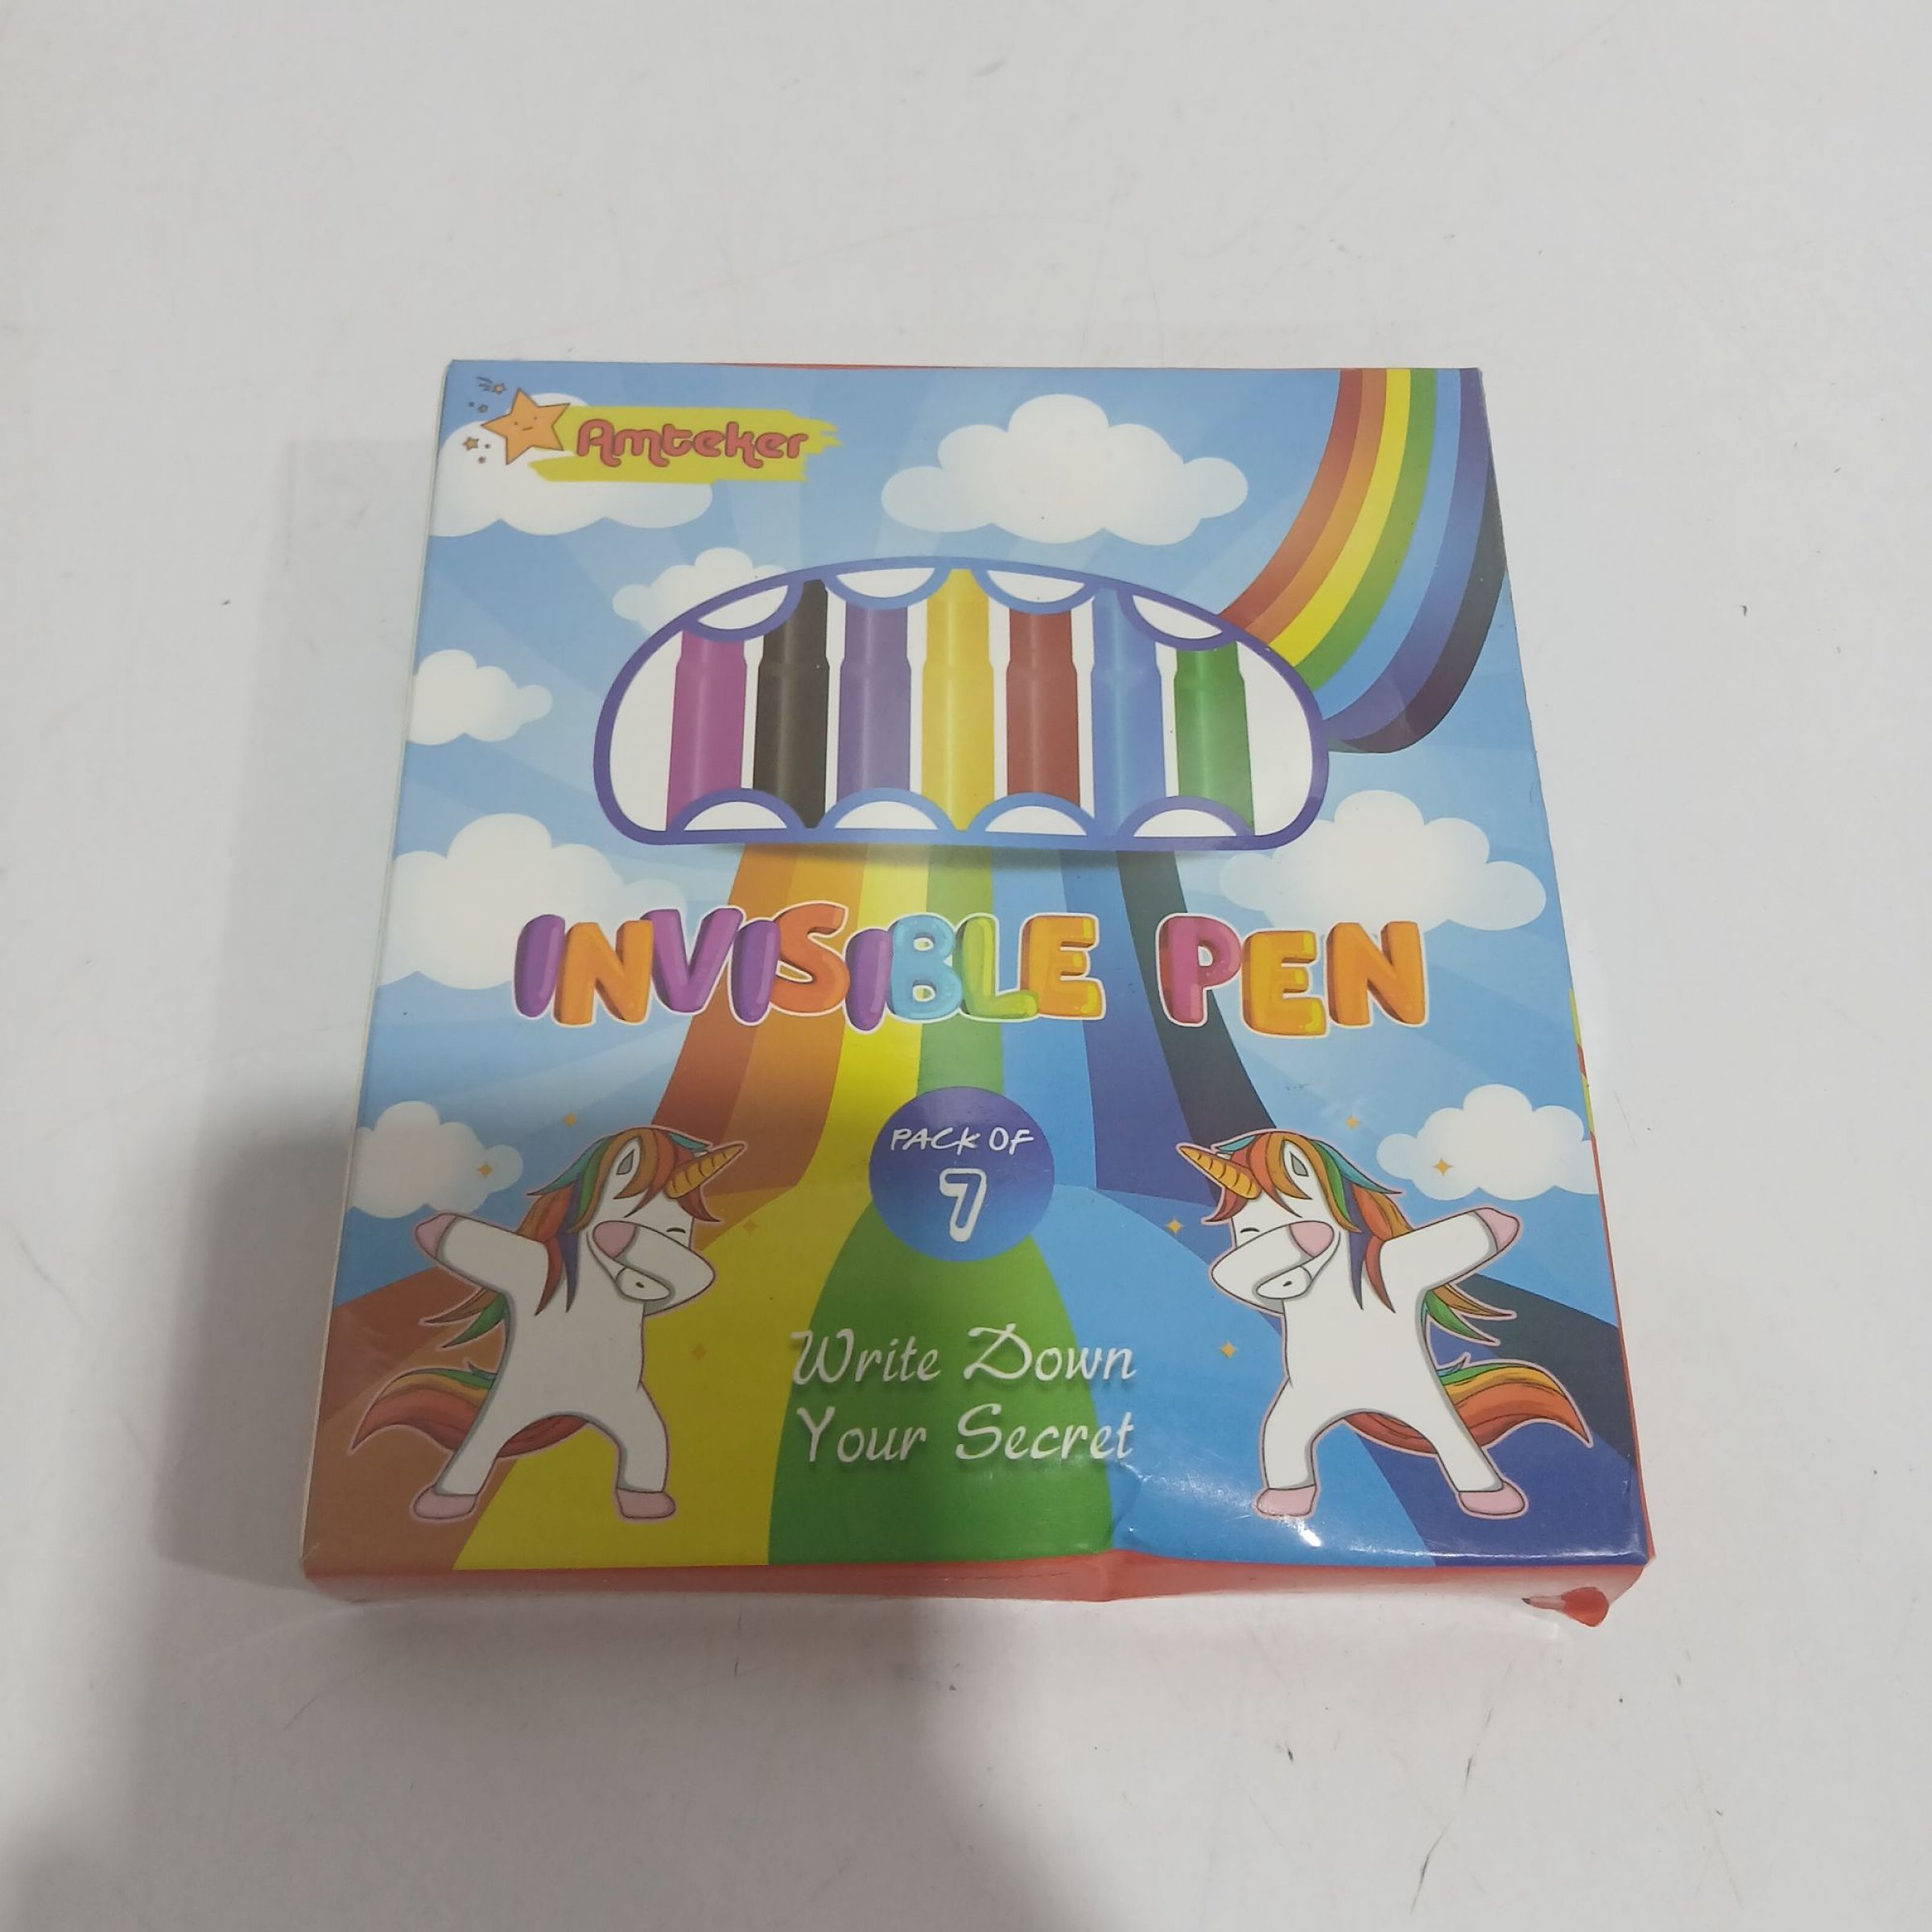 Amteker
INVISIBLE PEN
PACK OF
7
Write Down
Your Secret